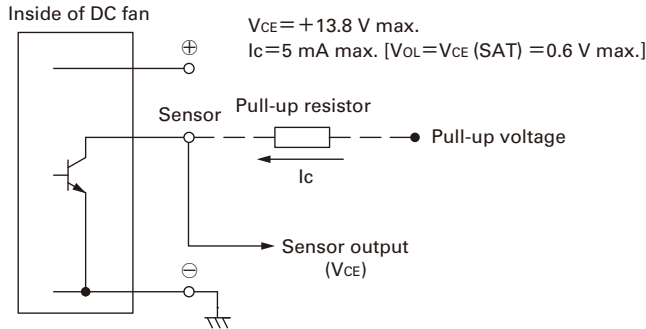 Inside of DC fan
VCE=+13.8 V max.
Ic=5 mA max. [VOL=VCE (SAT) =0.6 V max.]
⊕
Sensor
Pull-up resistor
Pull-up voltage
Ic
Sensor output
(VCE)
⊖